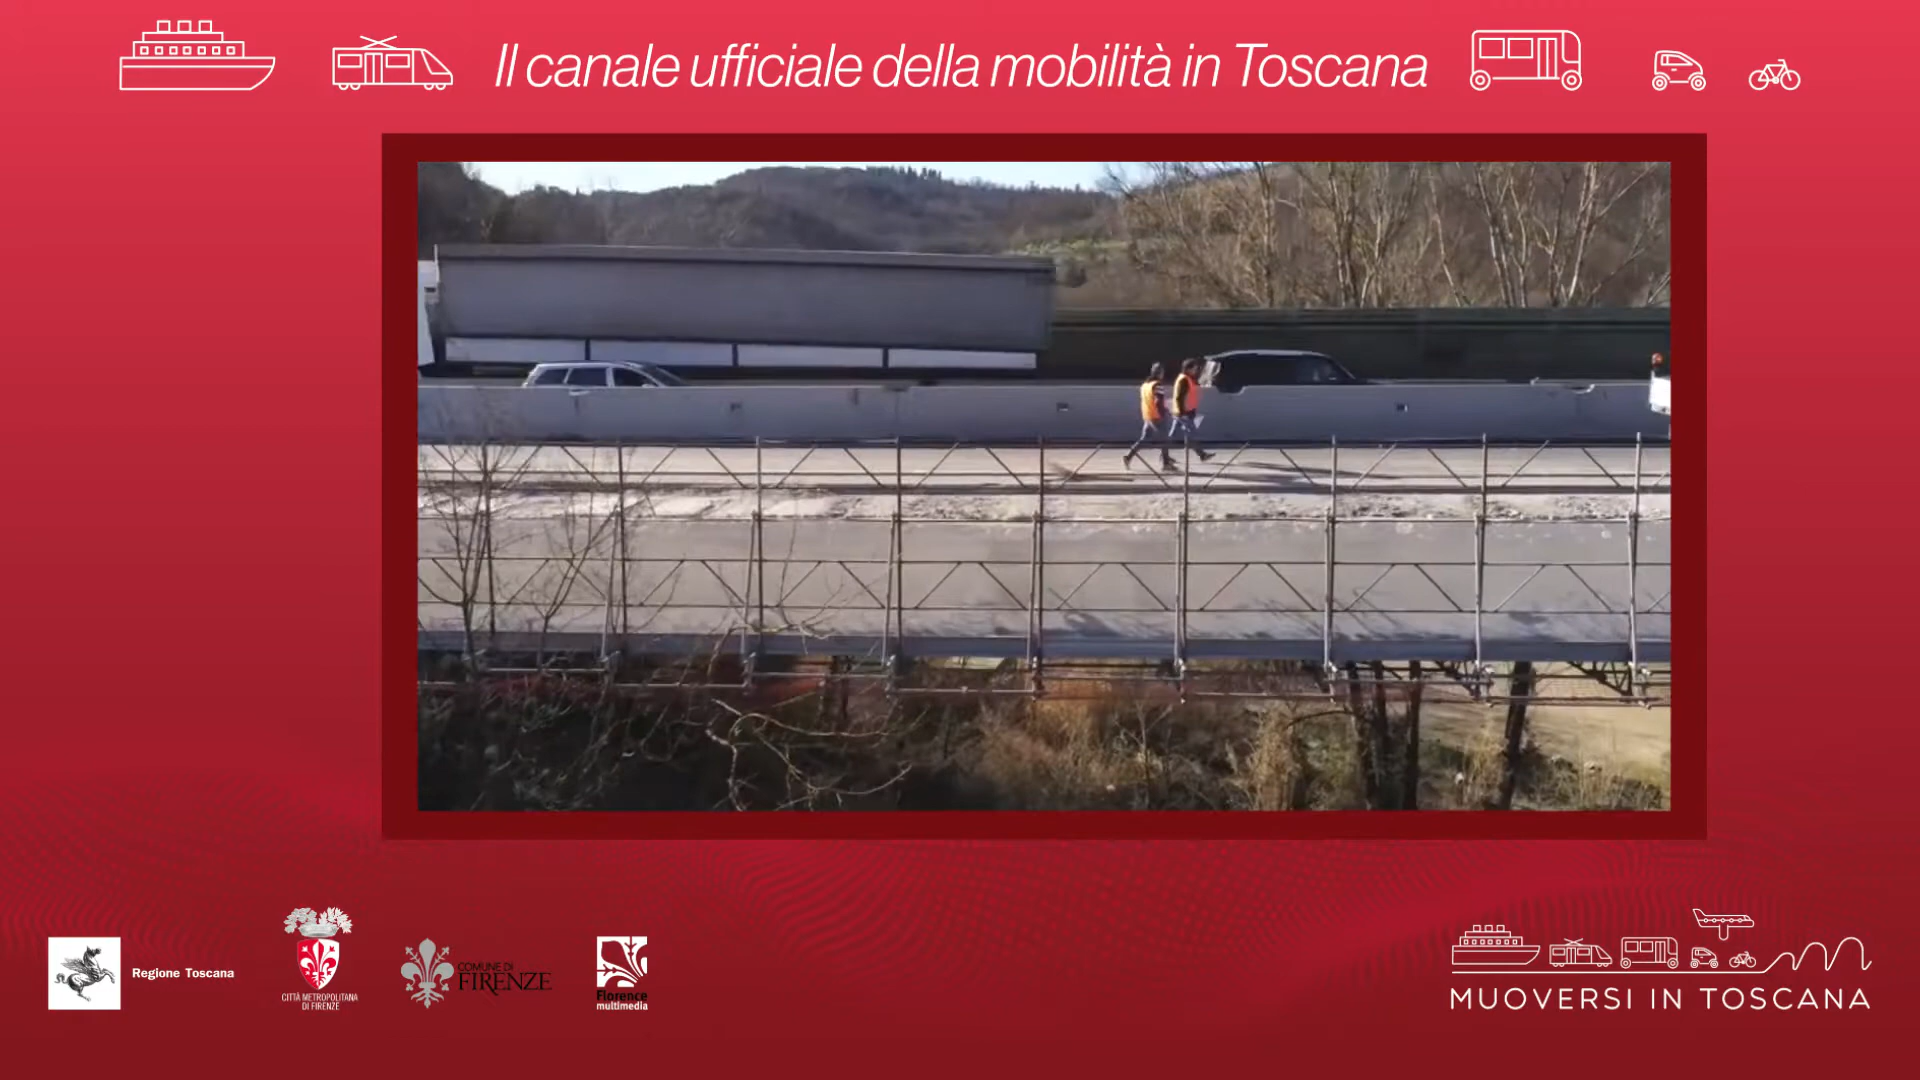 Il canale ufficiale della mobilità in Toscana
Regione Toscana
CITTÀ METROPOLITANA
DI FIRENZE
COMUNE DI
FIRENZE
Florence
multimedia
MUOVERSI IN TOSCANA